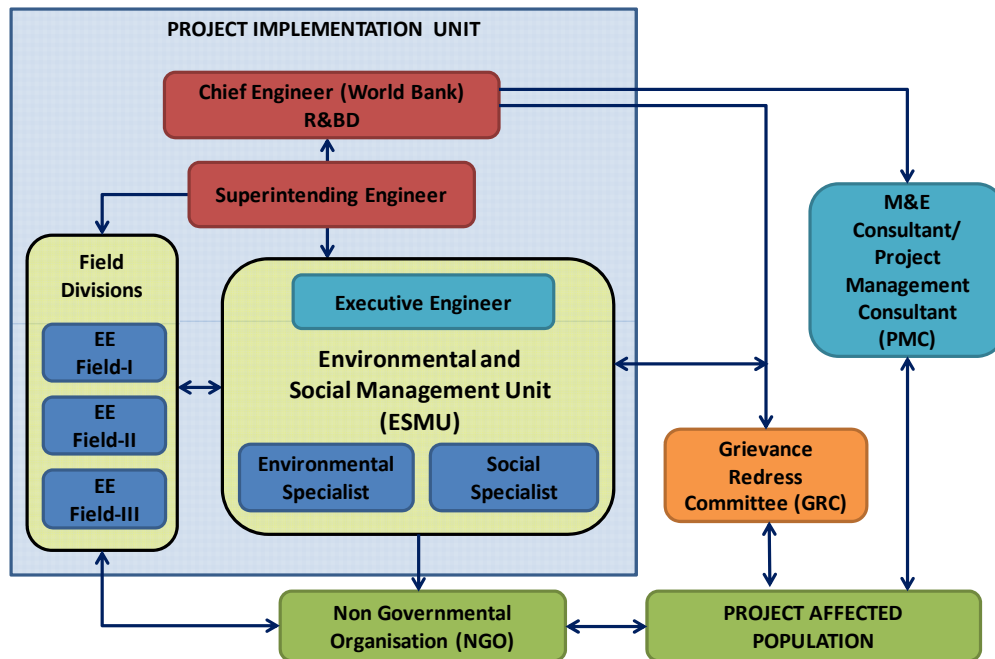 PROJECT IMPLEMENTATION UNIT
Chief Engineer (World Bank)
R&BD
Superintending Engineer
M&E
Consultant/
Project
Management
Consultant
(PMC)
Field
Divisions
EE
Field-I
EE
Field-II
EE
Field-III
Executive Engineer
Environmental and
Social Management Unit
(ESMU)
Environmental
Specialist
Social
Specialist
Grievance
Redress
Committee (GRC)
Non Governmental
Organisation (NGO)
PROJECT AFFECTED
POPULATION